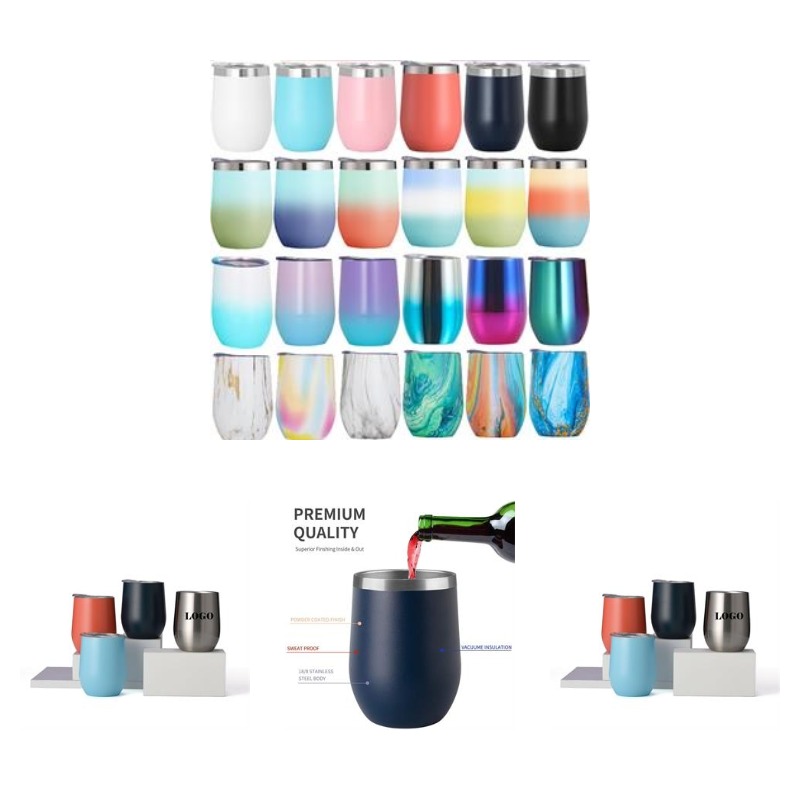 PREMIUM
QUALITY
Superior Finshing Inside & Out
POWDER COATED FINISH
SWEAT PROOF
VACUUME INSULATION
18/8 STAINLESS
STEEL BODY
LOGO
LOGO